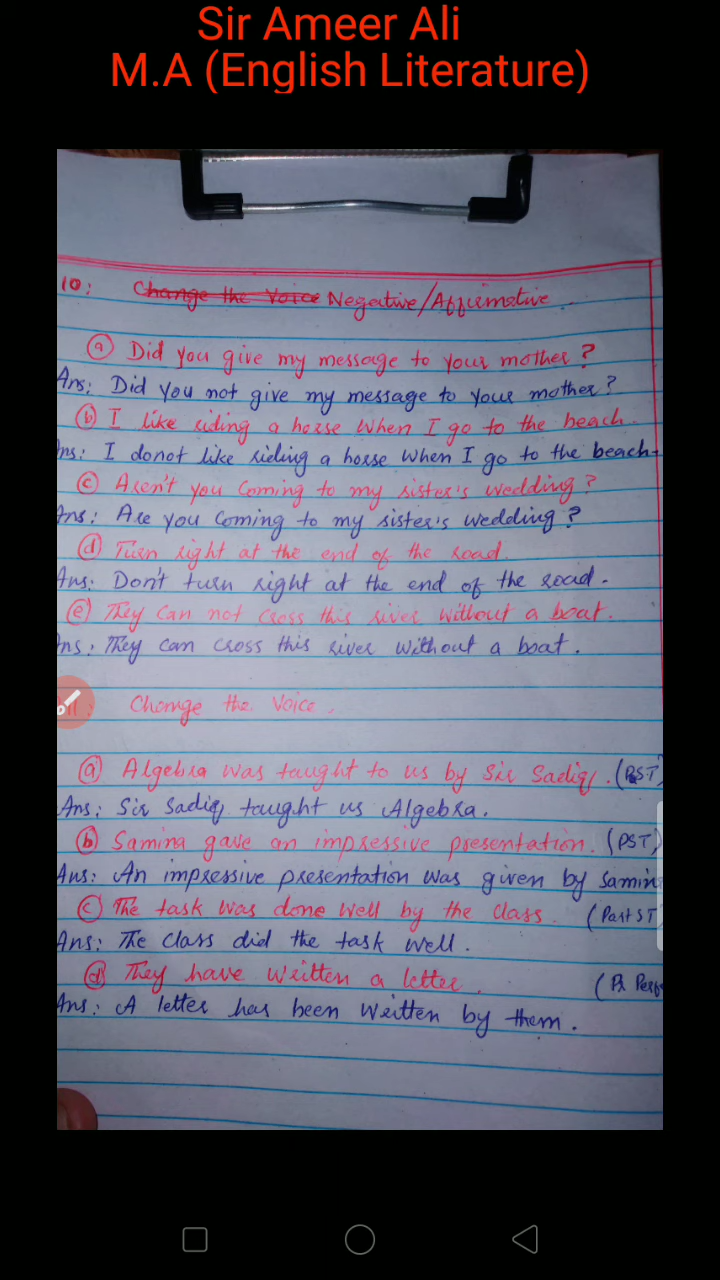 Sir Ameer Ali
M.A (English Literature)
10: Change the Voice Negative/Affirmative.
(a) Did you give my message to your mother?
Ans: Did you not give my message to your mother?
(b) I like riding a horse when I go to the beach.
ns: I donot like riding a horse when I go to the beach.
(c) Aren't you coming to my sister's wedding?
Ans: Are you coming to my sister's wedding?
(d) Turn right at the end of the road.
Ans: Don't turn right at the end of the road.
(e) They can not cross this river without a boat.
ns: They can cross this river without a boat.
Change the Voice.
(a) Algebra was taught to us by Sir Sadiq. (PST)
Ans: Sir Sadiq taught us Algebra.
(b) Samina gave an impressive presentation. (PST)
Ans: An impressive presentation was given by Samin
(c) The task was done well by the class. (Past ST
Ans: The class did the task well.
(d) They have written a letter. (Pr Perf
Ans: A letter has been written by them.